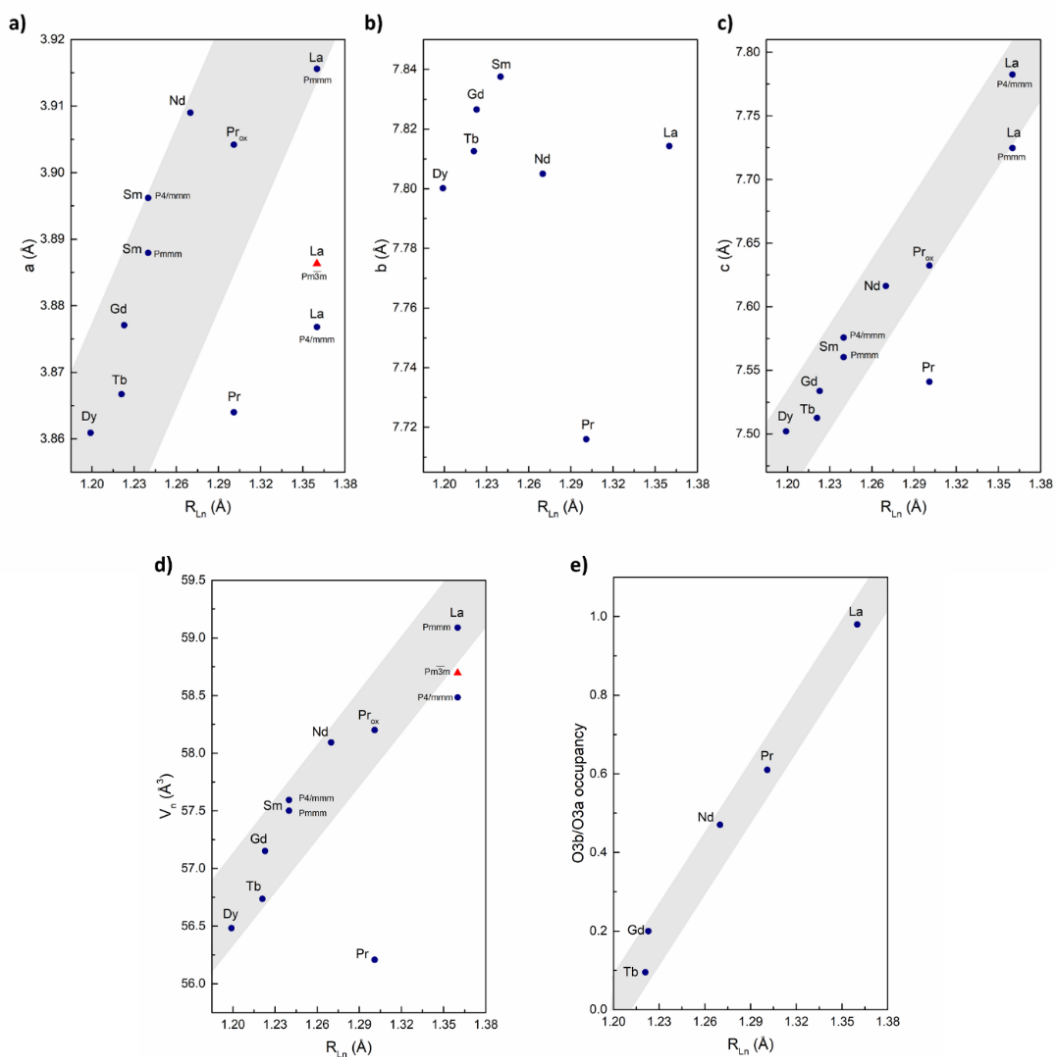 a)
3.92
3.91
3.90
3.89
3.88
3.87
3.86
a (Å)
La
Pmmm
Nd
Pr_ox
Sm P4/mmm
Sm Pmmm
La
Pm3̅m
La
P4/mmm
Gd
Tb
Pr
Dy
1.20 1.23 1.26 1.29 1.32 1.35 1.38
R_Ln (Å)
b)
7.84
7.82
7.80
7.78
7.76
7.74
7.72
b (Å)
Sm
Gd
Tb
La
Nd
Dy
Pr
1.20 1.23 1.26 1.29 1.32 1.35 1.38
R_Ln (Å)
c)
7.80
7.75
7.70
7.65
7.60
7.55
7.50
c (Å)
La
P4/mmm
La
Pmmm
Pr_ox
Nd
P4/mmm
Sm
Pmmm
Pr
Gd
Tb
Dy
1.20 1.23 1.26 1.29 1.32 1.35 1.38
R_Ln (Å)
d)
59.5
59.0
58.5
58.0
57.5
57.0
56.5
56.0
V_n (Å³)
La
Pmmm
Pm3̅m
P4/mmm
Pr_ox
Nd
P4/mmm
Sm
Pmmm
Gd
Tb
Dy
Pr
1.20 1.23 1.26 1.29 1.32 1.35 1.38
R_Ln (Å)
e)
1.0
0.8
0.6
0.4
0.2
0.0
O3b/O3a occupancy
La
Pr
Nd
Gd
Tb
1.20 1.23 1.26 1.29 1.32 1.35 1.38
R_Ln (Å)